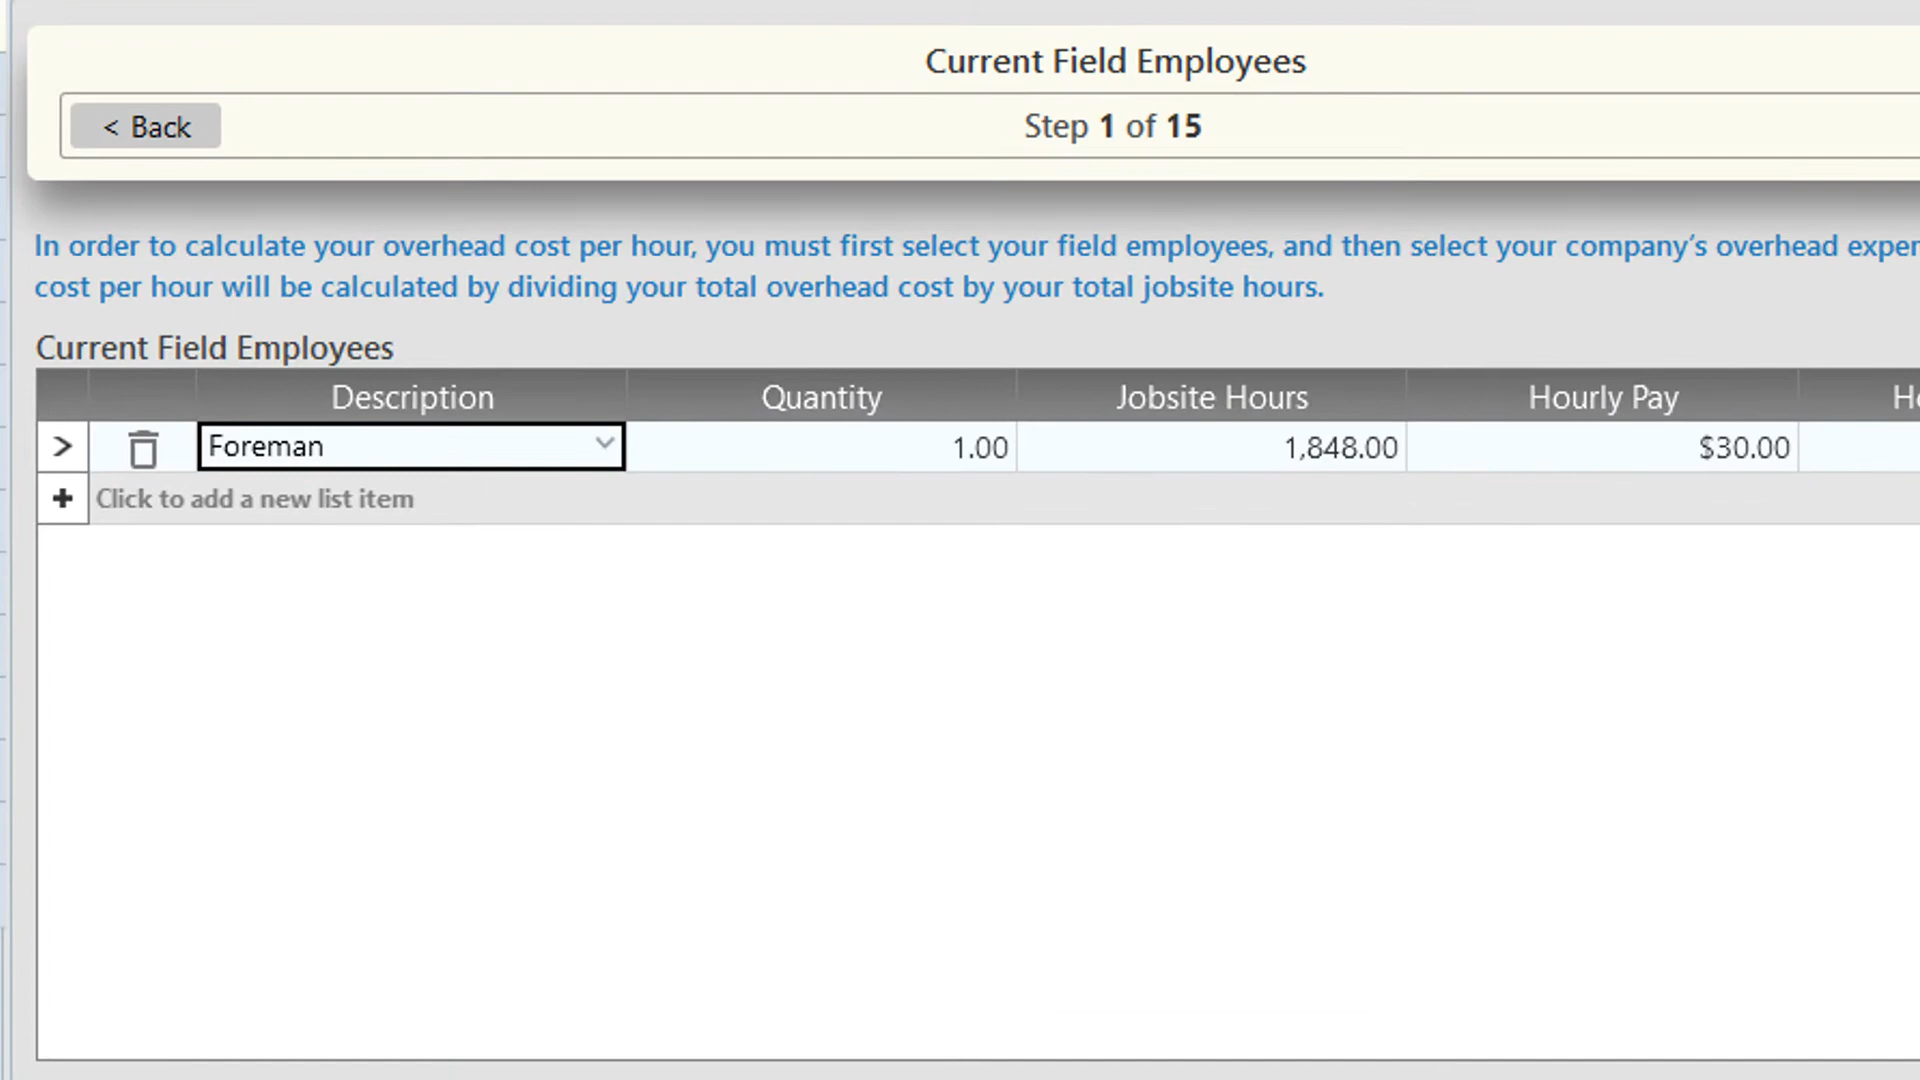 Current Field Employees
< Back
Step 1 of 15
In order to calculate your overhead cost per hour, you must first select your field employees, and then select your company's overhead
cost per hour will be calculated by dividing your total overhead cost by your total jobsite hours.
Current Field Employees
Description Quantity Jobsite Hours Hourly Pay
> Foreman 1.00 1,848.00 $30.00
+ Click to add a new list item